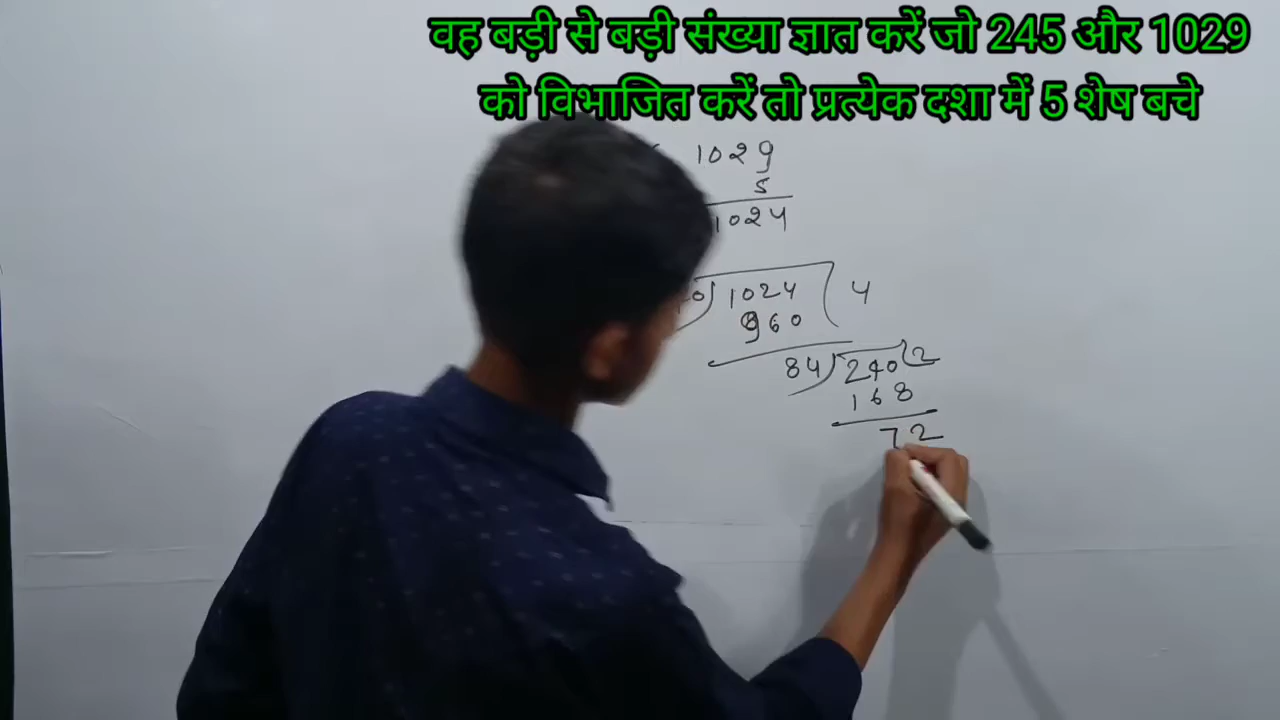 वह बड़ी से बड़ी संख्या ज्ञात करें जो 245 और 1029
को विभाजित करें तो प्रत्येक दशा में 5 शेष बचे
1029
5
1024
1024 4
960
84 240 2
168
72